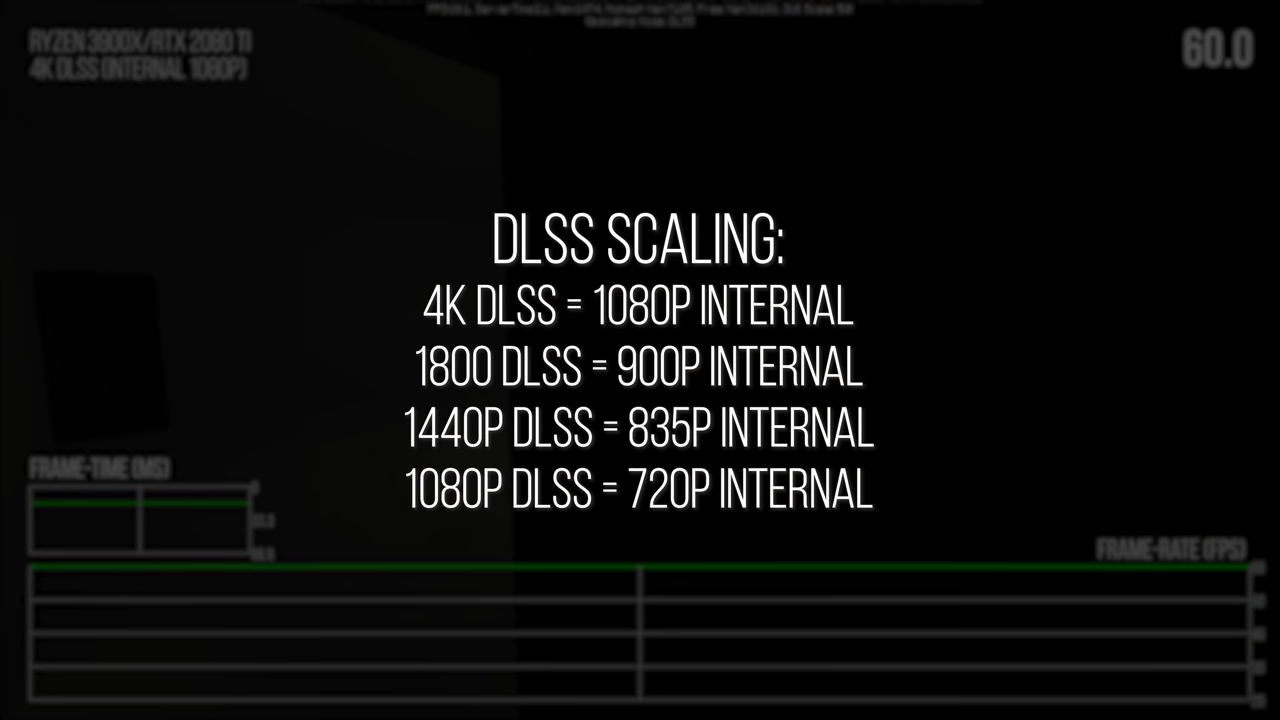 RYZEN 3900X/RTX 2080 TI
4K DLSS (INTERNAL 1080P)
60.0
DLSS SCALING:
4K DLSS = 1080P INTERNAL
1800 DLSS = 900P INTERNAL
1440P DLSS = 835P INTERNAL
1080P DLSS = 720P INTERNAL
FRAME-TIME (MS)
FRAME-RATE (FPS)